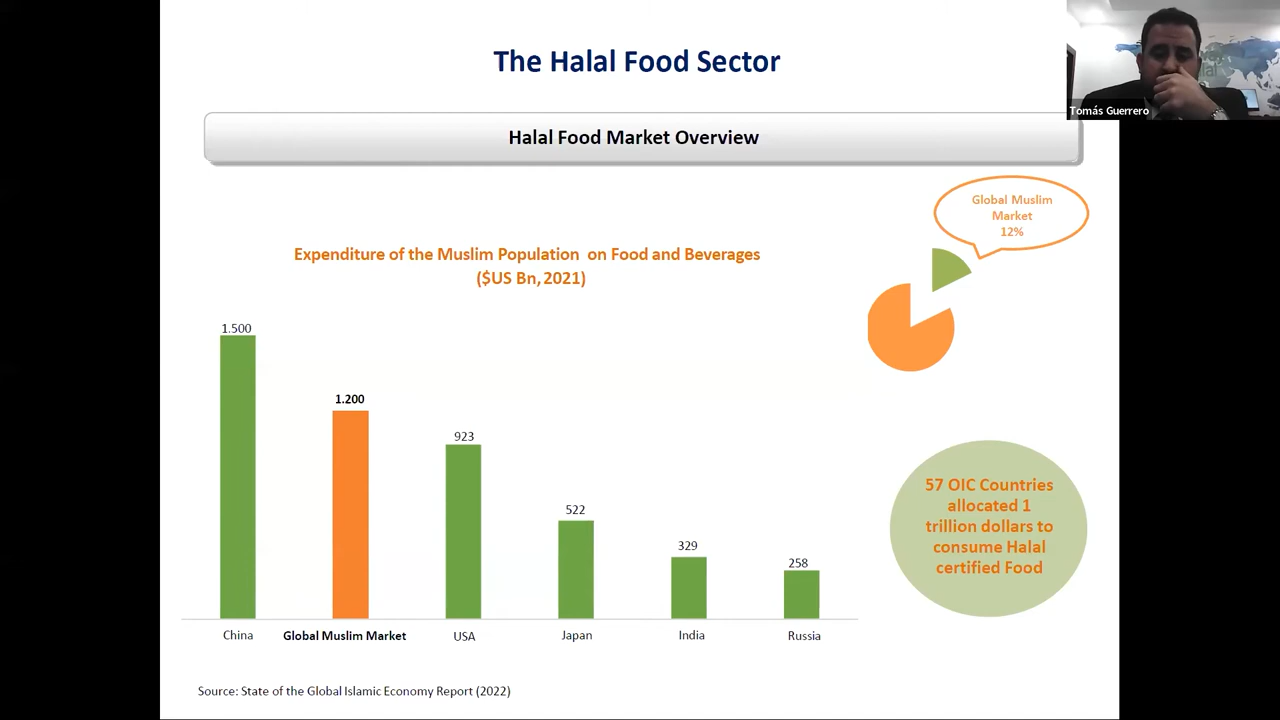 The Halal Food Sector
Tomás Guerrero
Halal Food Market Overview
Global Muslim
Market
12%
Expenditure of the Muslim Population on Food and Beverages
($US Bn, 2021)
1.500
1.200
923
522
329
258
57 OIC Countries
allocated 1
trillion dollars to
consume Halal
certified Food
China
Global Muslim Market
USA
Japan
India
Russia
Source: State of the Global Islamic Economy Report (2022)